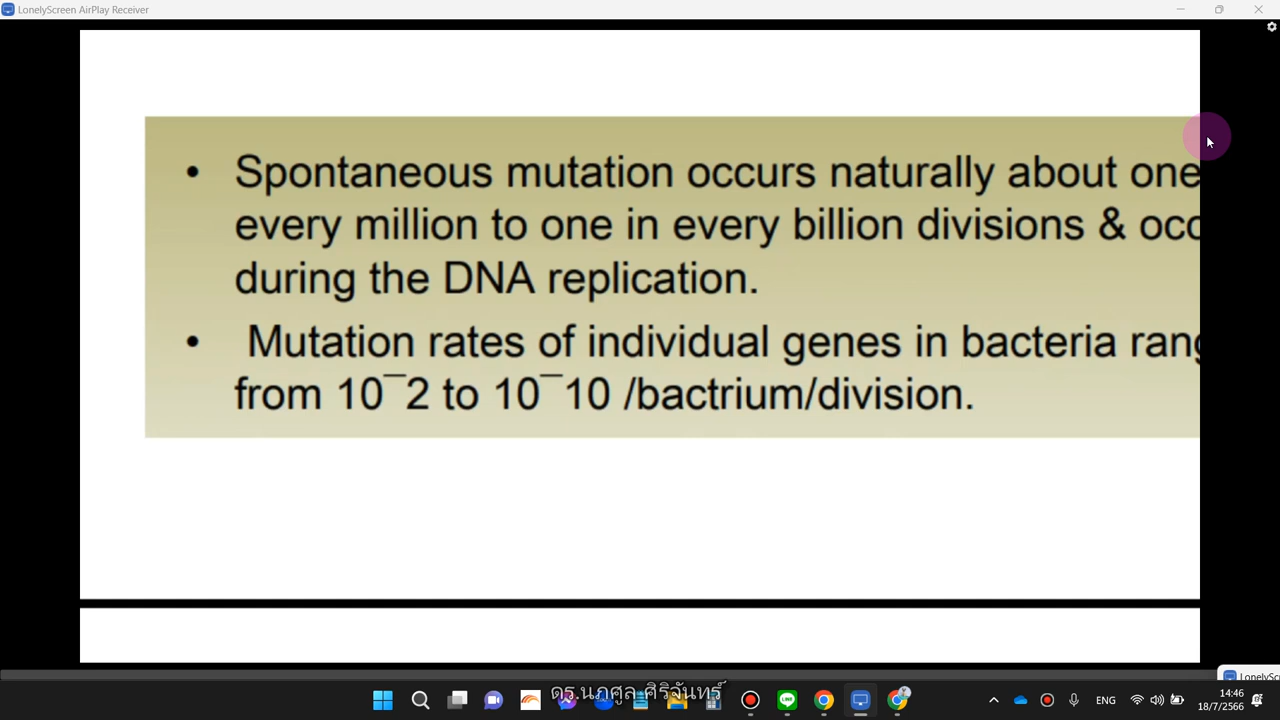 LonelyScreen AirPlay Receiver
• Spontaneous mutation occurs naturally about one
every million to one in every billion divisions & occ
during the DNA replication.
• Mutation rates of individual genes in bacteria rang
from 10¯2 to 10¯10 /bactrium/division.
LonelyScr
ดร.นภศูล ศิริจันทร์
ENG
14:46
18/7/2566